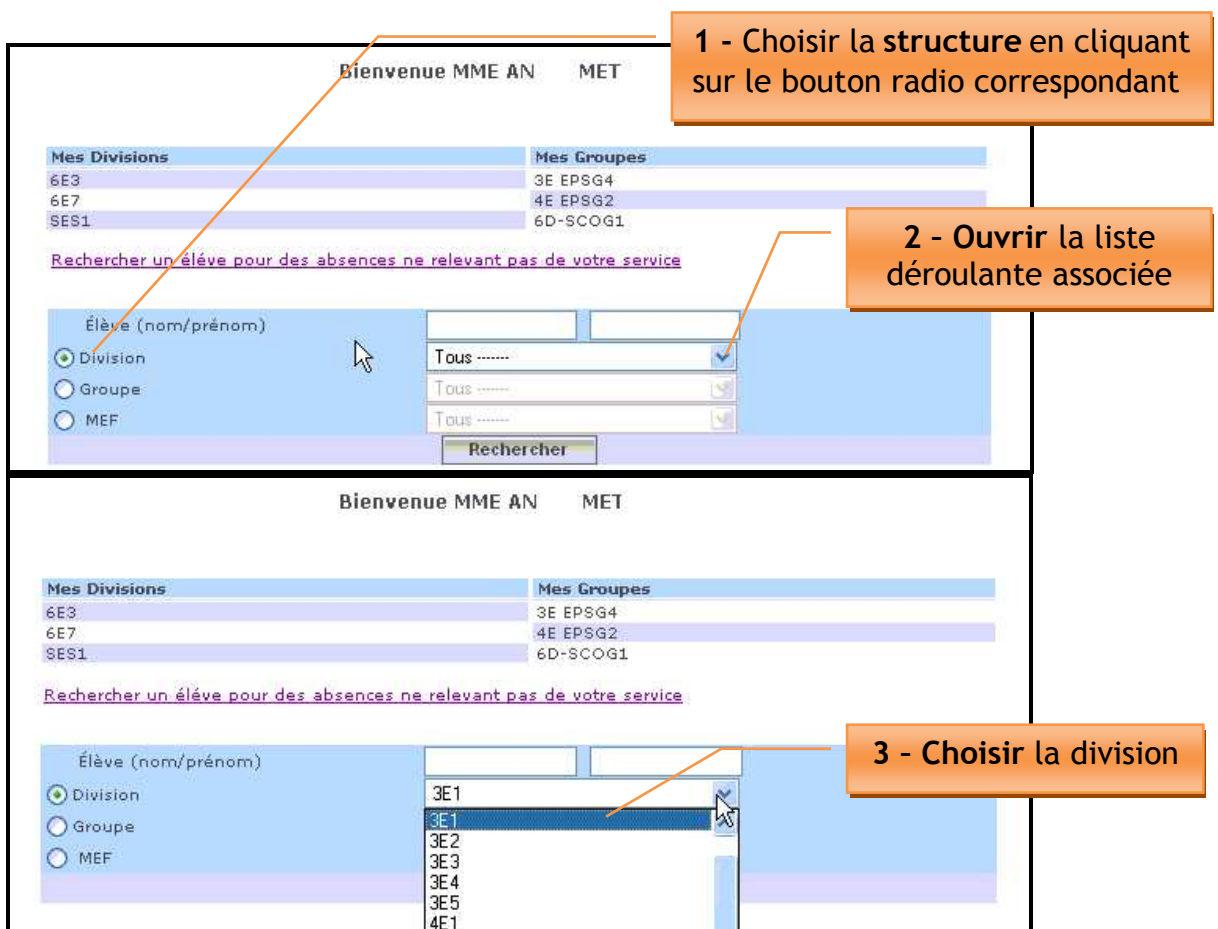 1 - Choisir la structure en cliquant
sur le bouton radio correspondant
Bienvenue MME AN MET
Mes Divisions Mes Groupes
6E3 3E EPSG4
6E7 4E EPSG2
SES1 6D-SCOG1
2 - Ouvrir la liste
déroulante associée
Rechercher un éléve pour des absences ne relevant pas de votre service
Élève (nom/prénom)
Division Tous -------
Groupe Tous -------
MEF Tous -------
Rechercher
Bienvenue MME AN MET
Mes Divisions Mes Groupes
6E3 3E EPSG4
6E7 4E EPSG2
SES1 6D-SCOG1
Rechercher un éléve pour des absences ne relevant pas de votre service
3 - Choisir la division
Élève (nom/prénom)
Division 3E1
Groupe 3E1
3E2
MEF 3E3
3E4
3E5
4E1